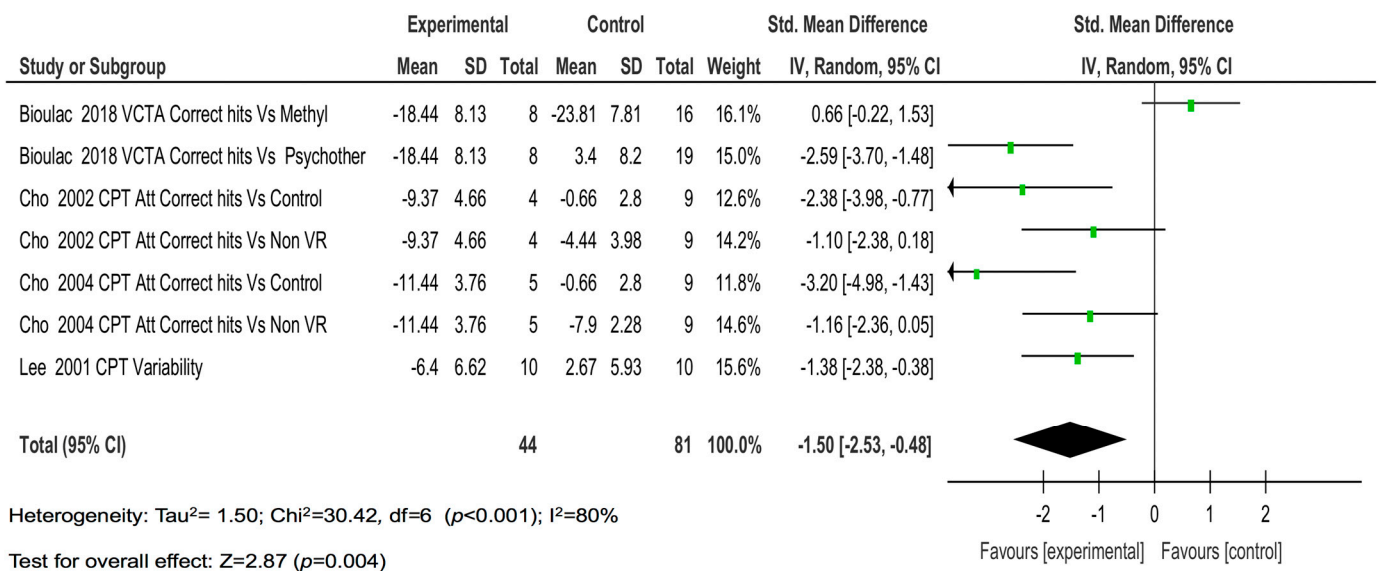 Experimental Control Std. Mean Difference Std. Mean Difference
Study or Subgroup Mean SD Total Mean SD Total Weight IV, Random, 95% CI IV, Random, 95% CI
Bioulac 2018 VCTA Correct hits Vs Methyl -18.44 8.13 8 -23.81 7.81 16 16.1% 0.66 [-0.22, 1.53]
Bioulac 2018 VCTA Correct hits Vs Psychother -18.44 8.13 8 3.4 8.2 19 15.0% -2.59 [-3.70, -1.48]
Cho 2002 CPT Att Correct hits Vs Control -9.37 4.66 4 -0.66 2.8 9 12.6% -2.38 [-3.98, -0.77]
Cho 2002 CPT Att Correct hits Vs Non VR -9.37 4.66 4 -4.44 3.98 9 14.2% -1.10 [-2.38, 0.18]
Cho 2004 CPT Att Correct hits Vs Control -11.44 3.76 5 -0.66 2.8 9 11.8% -3.20 [-4.98, -1.43]
Cho 2004 CPT Att Correct hits Vs Non VR -11.44 3.76 5 -7.9 2.28 9 14.6% -1.16 [-2.36, 0.05]
Lee 2001 CPT Variability -6.4 6.62 10 2.67 5.93 10 15.6% -1.38 [-2.38, -0.38]
Total (95% CI) 44 81 100.0% -1.50 [-2.53, -0.48]
Heterogeneity: Tau²= 1.50; Chi²=30.42, df=6 (p<0.001); I²=80%
Test for overall effect: Z=2.87 (p=0.004)
-2 -1 0 1 2
Favours [experimental] Favours [control]